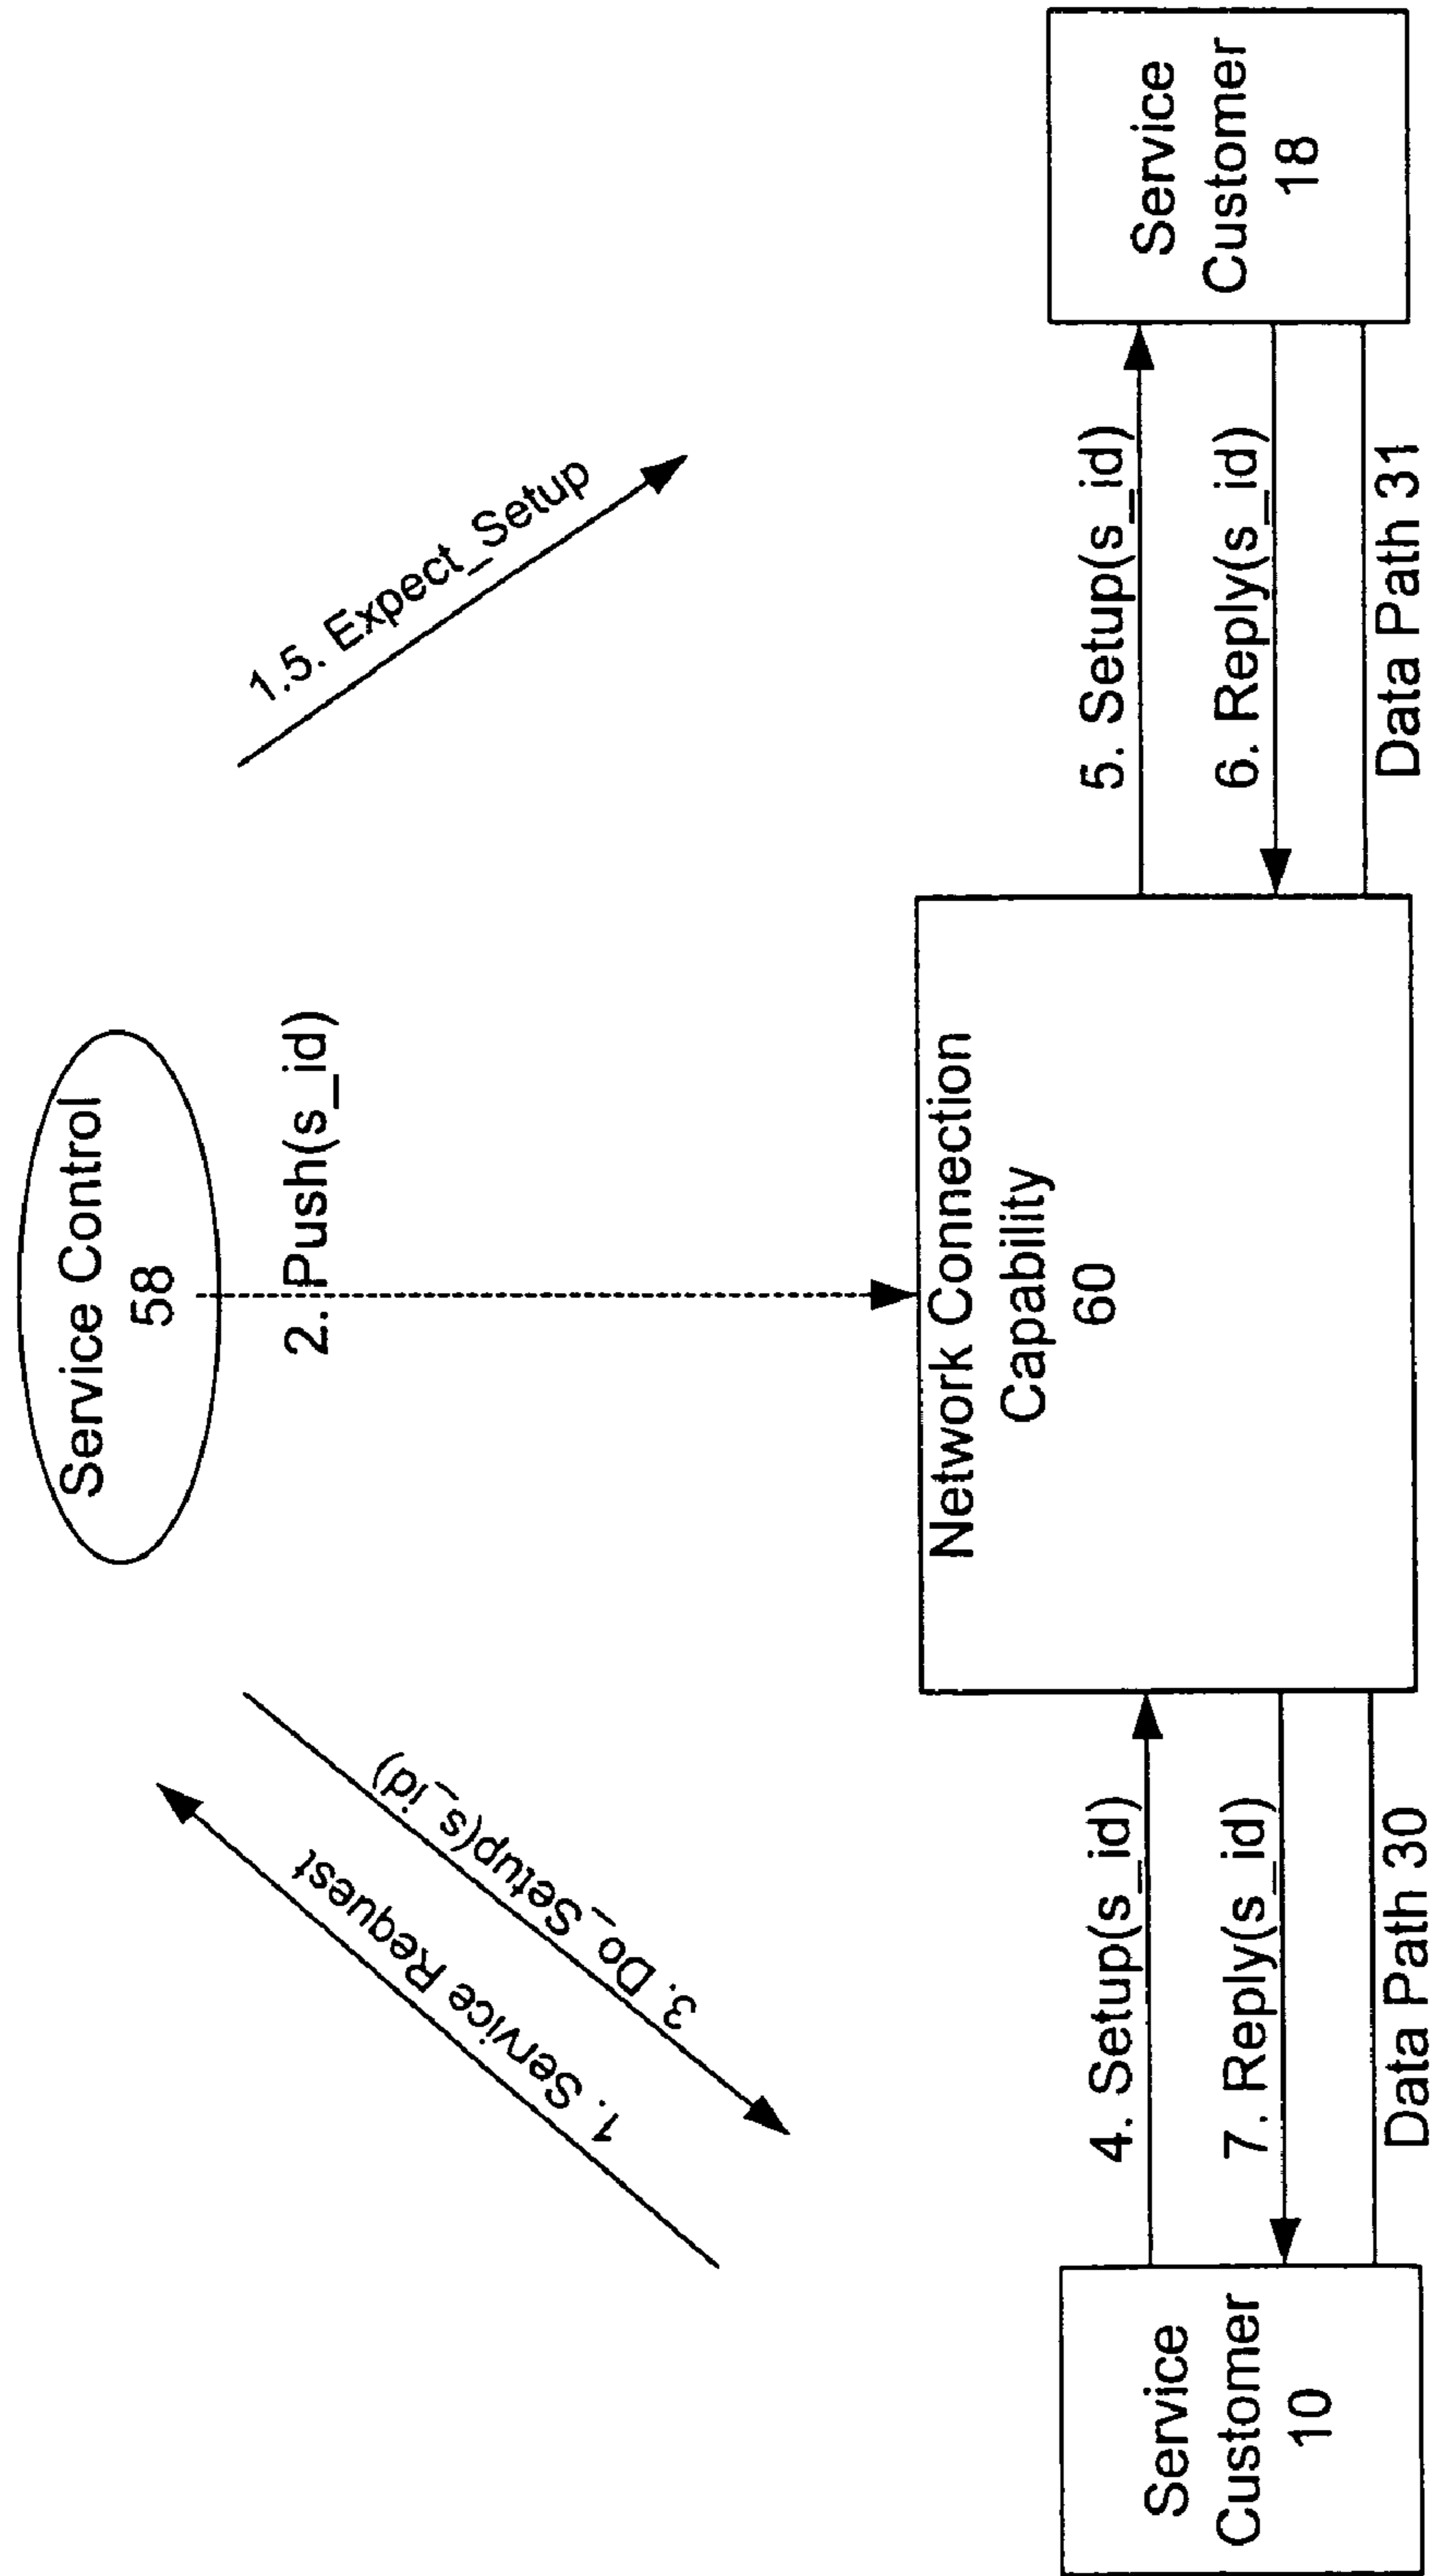 Service Control
58
1. Service Request
3. Do_Setup(s_id)
2. Push(s_id)
1.5. Expect_Setup
Network Connection
Capability
60
Service
Customer
10
4. Setup(s_id)
7. Reply(s_id)
Data Path 30
5. Setup(s_id)
6. Reply(s_id)
Data Path 31
Service
Customer
18